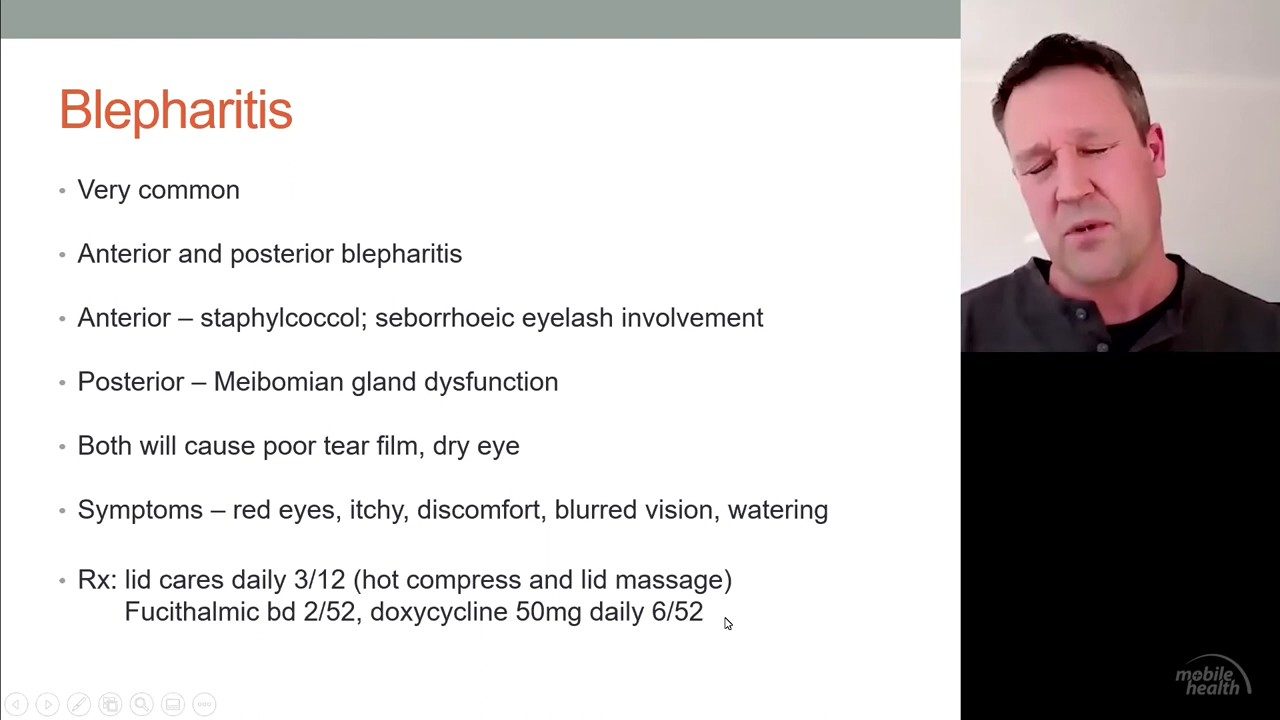 Blepharitis
• Very common
• Anterior and posterior blepharitis
• Anterior – staphylcoccol; seborrhoeic eyelash involvement
• Posterior – Meibomian gland dysfunction
• Both will cause poor tear film, dry eye
• Symptoms – red eyes, itchy, discomfort, blurred vision, watering
• Rx: lid cares daily 3/12 (hot compress and lid massage)
Fucithalmic bd 2/52, doxycycline 50mg daily 6/52
mobile
health